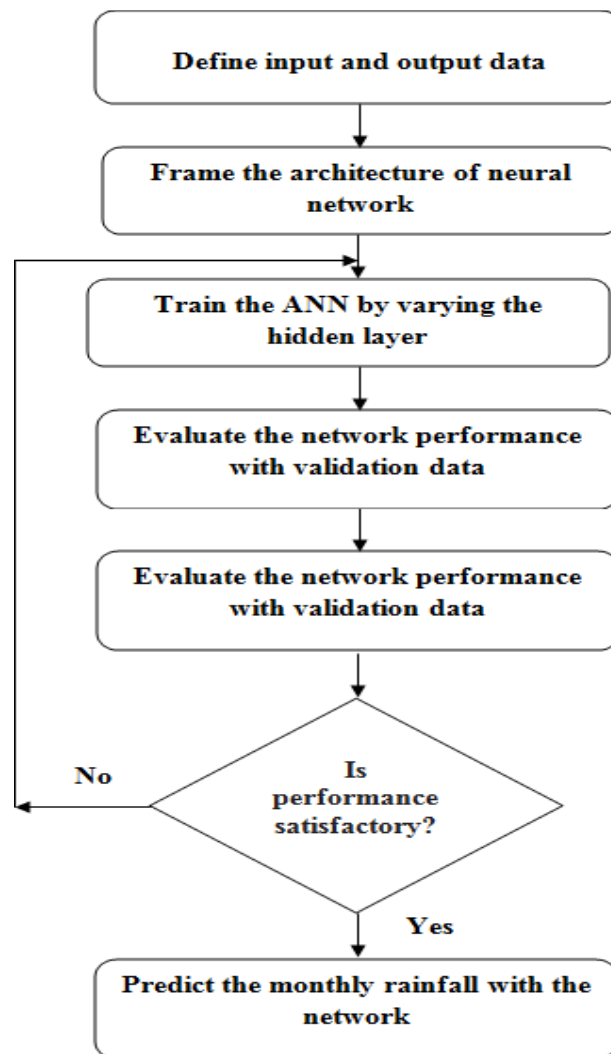 Define input and output data
Frame the architecture of neural
network
Train the ANN by varying the
hidden layer
Evaluate the network performance
with validation data
Evaluate the network performance
with validation data
Is
performance
satisfactory?
No
Yes
Predict the monthly rainfall with the
network